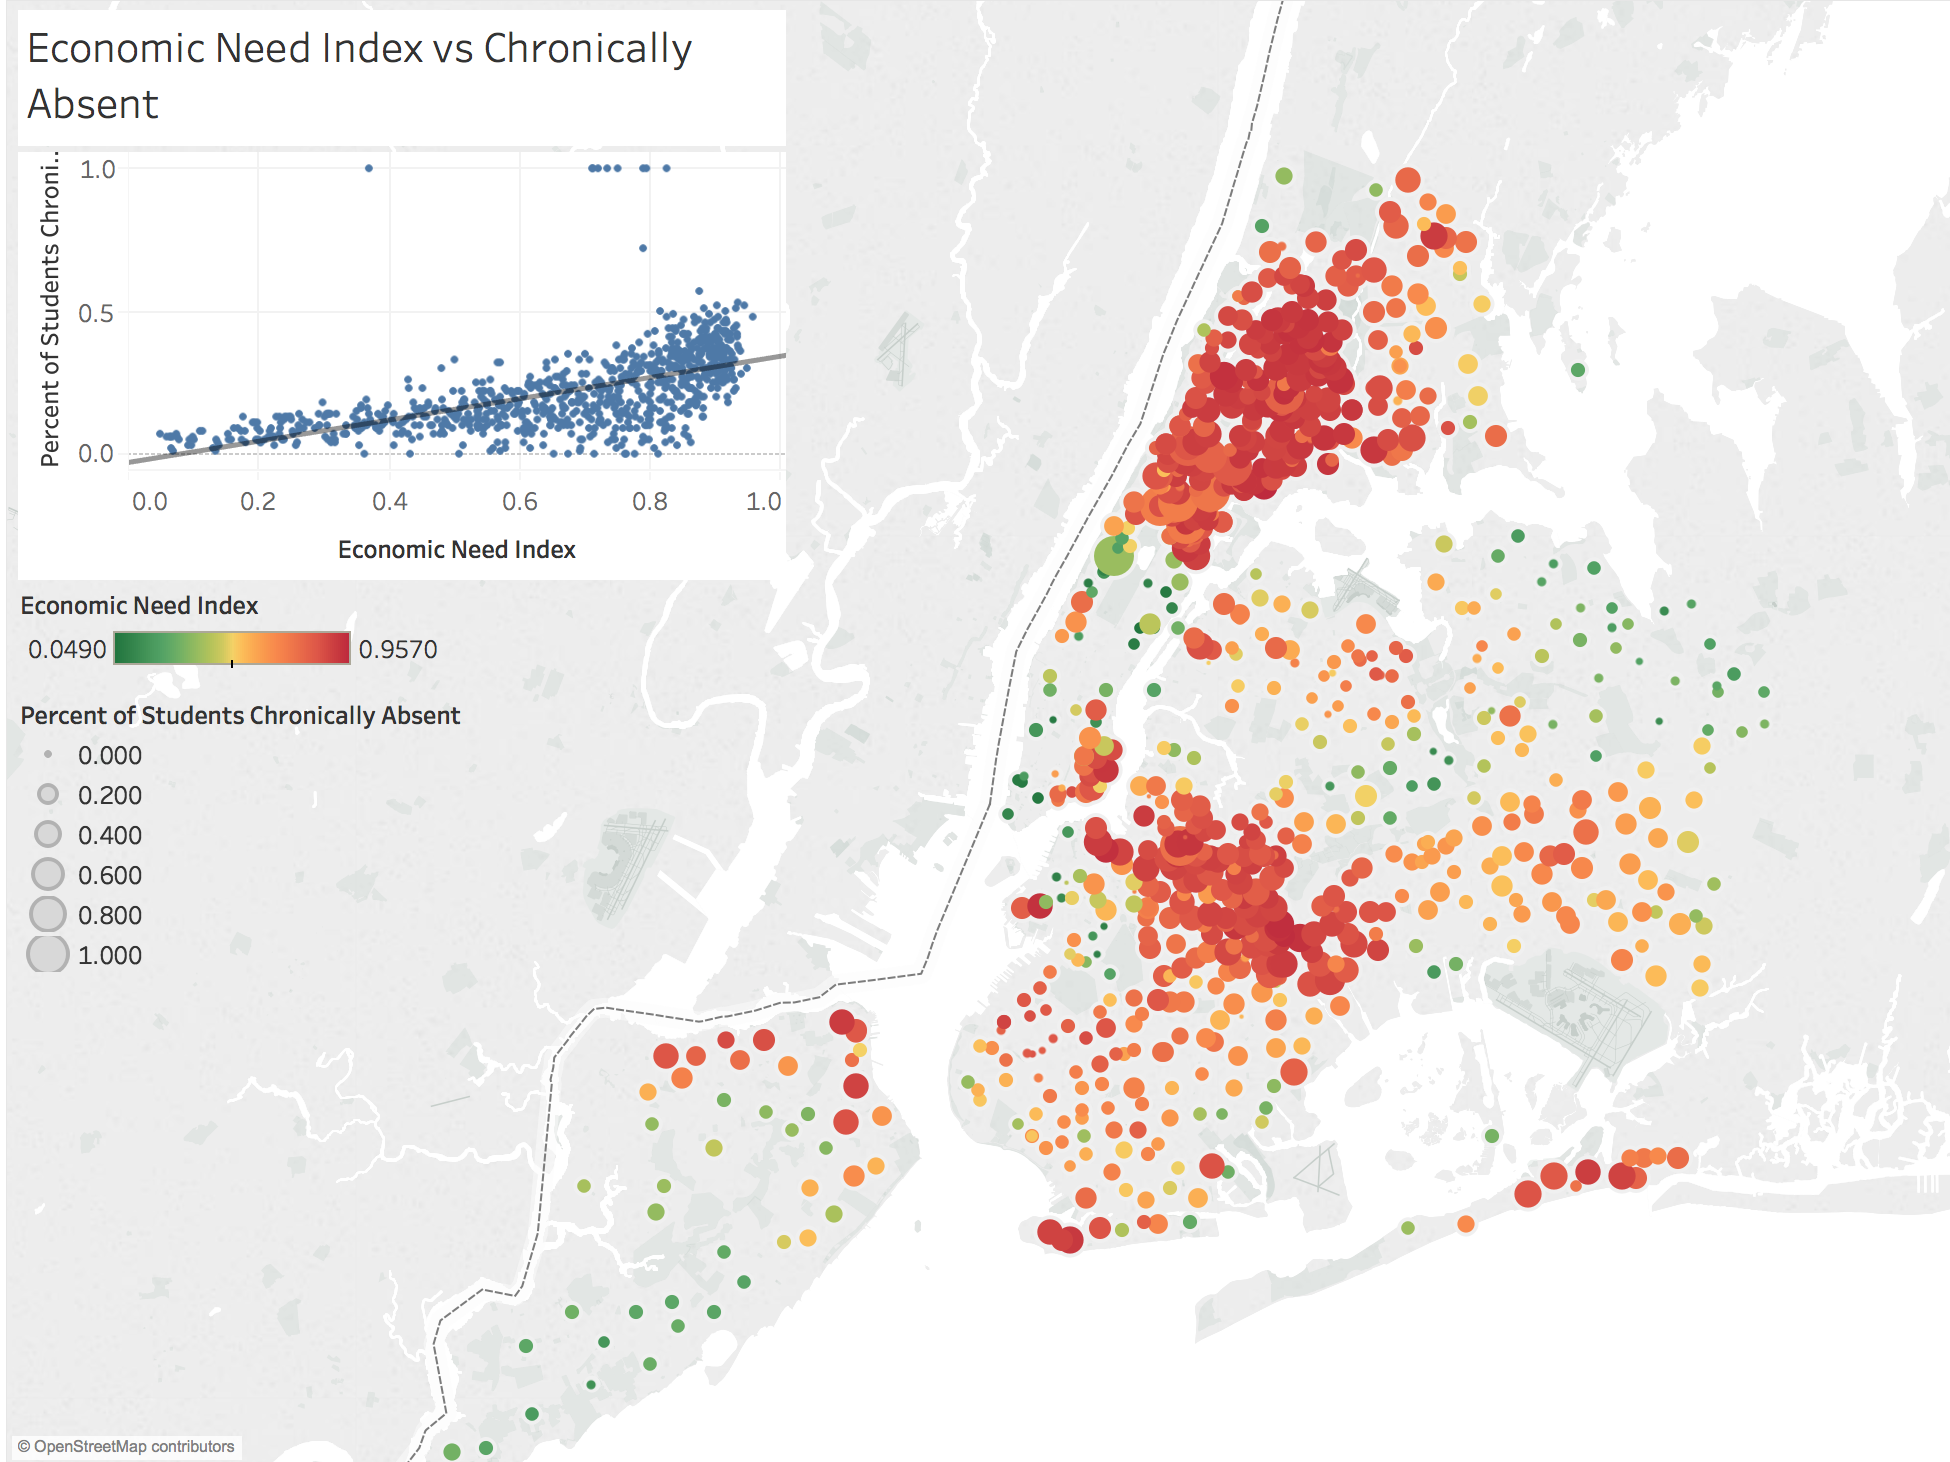 Economic Need Index vs Chronically
Absent
Percent of Students Chroni..
1.0
0.5
0.0
0.0 0.2 0.4 0.6 0.8 1.0
Economic Need Index
Economic Need Index
0.0490 0.9570
Percent of Students Chronically Absent
0.000
0.200
0.400
0.600
0.800
1.000
© OpenStreetMap contributors